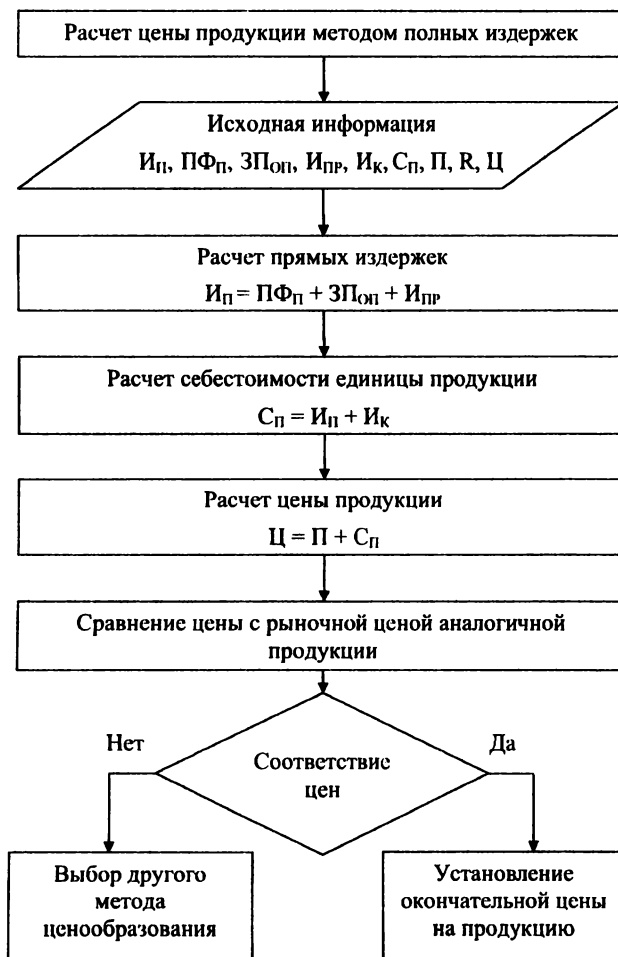 Расчет цены продукции методом полных издержек
Исходная информация
И_П, ПФ_П, ЗП_ОП, И_ПР, И_К, С_П, П, R, Ц
Расчет прямых издержек
И_П = ПФ_П + ЗП_ОП + И_ПР
Расчет себестоимости единицы продукции
С_П = И_П + И_К
Расчет цены продукции
Ц = П + С_П
Сравнение цены с рыночной ценой аналогичной
продукции
Нет
Да
Соответствие
цен
Выбор другого
метода
ценообразования
Установление
окончательной цены
на продукцию